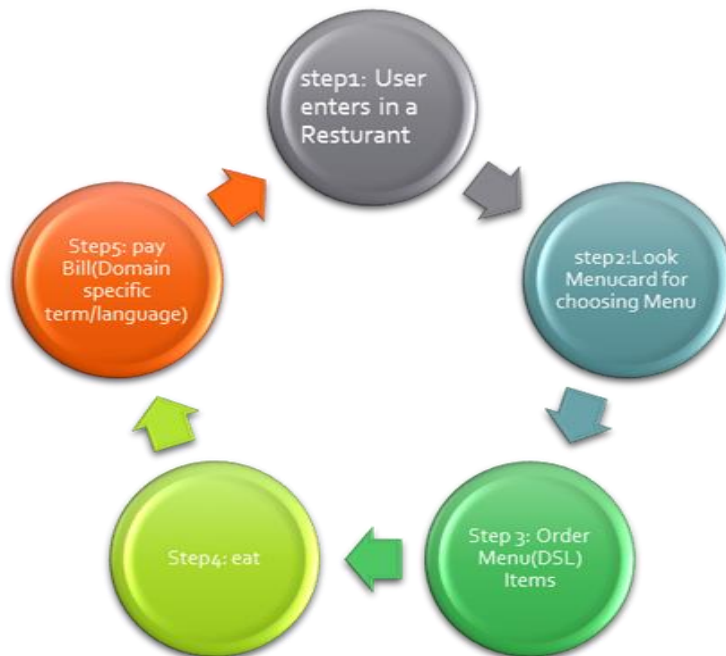 step1: User
enters in a
Resturant
step2:Look
Menucard for
choosing Menu
Step 3: Order
Menu(DSL)
Items
Step4: eat
Step5: pay
Bill(Domain
specific
term/language)